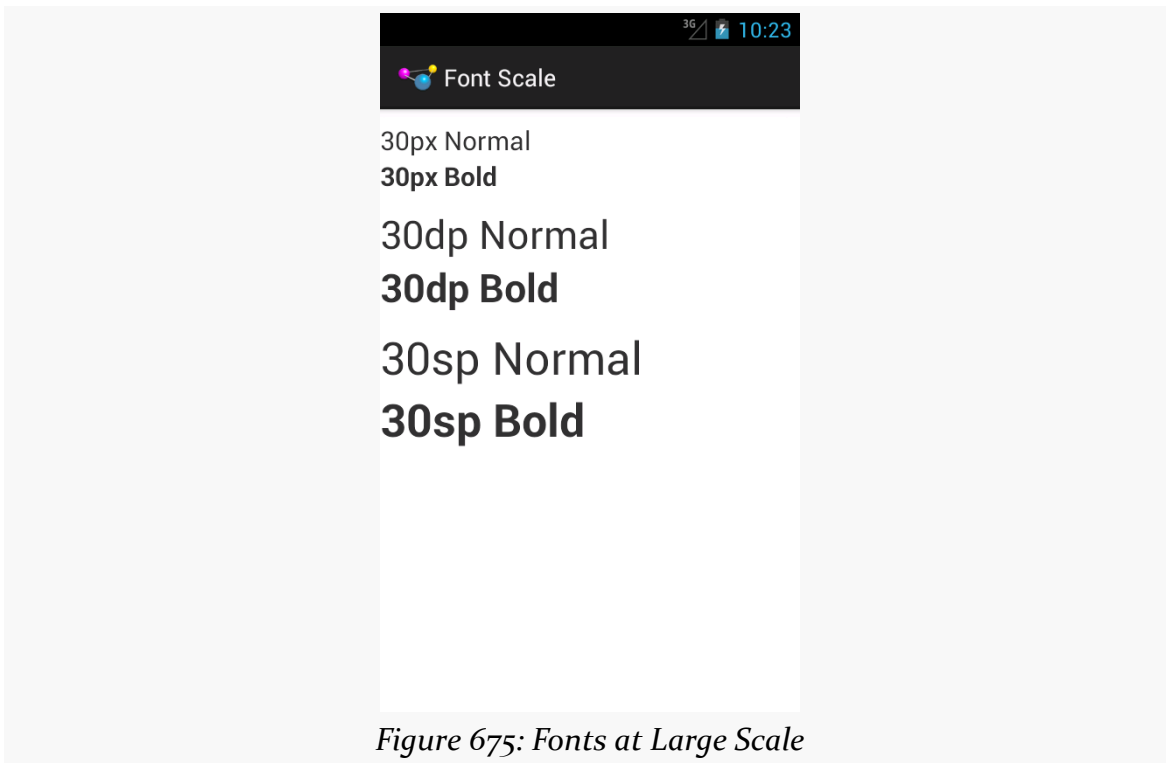 3G 10:23
Font Scale
30px Normal
30px Bold
30dp Normal
30dp Bold
30sp Normal
30sp Bold
Figure 675: Fonts at Large Scale